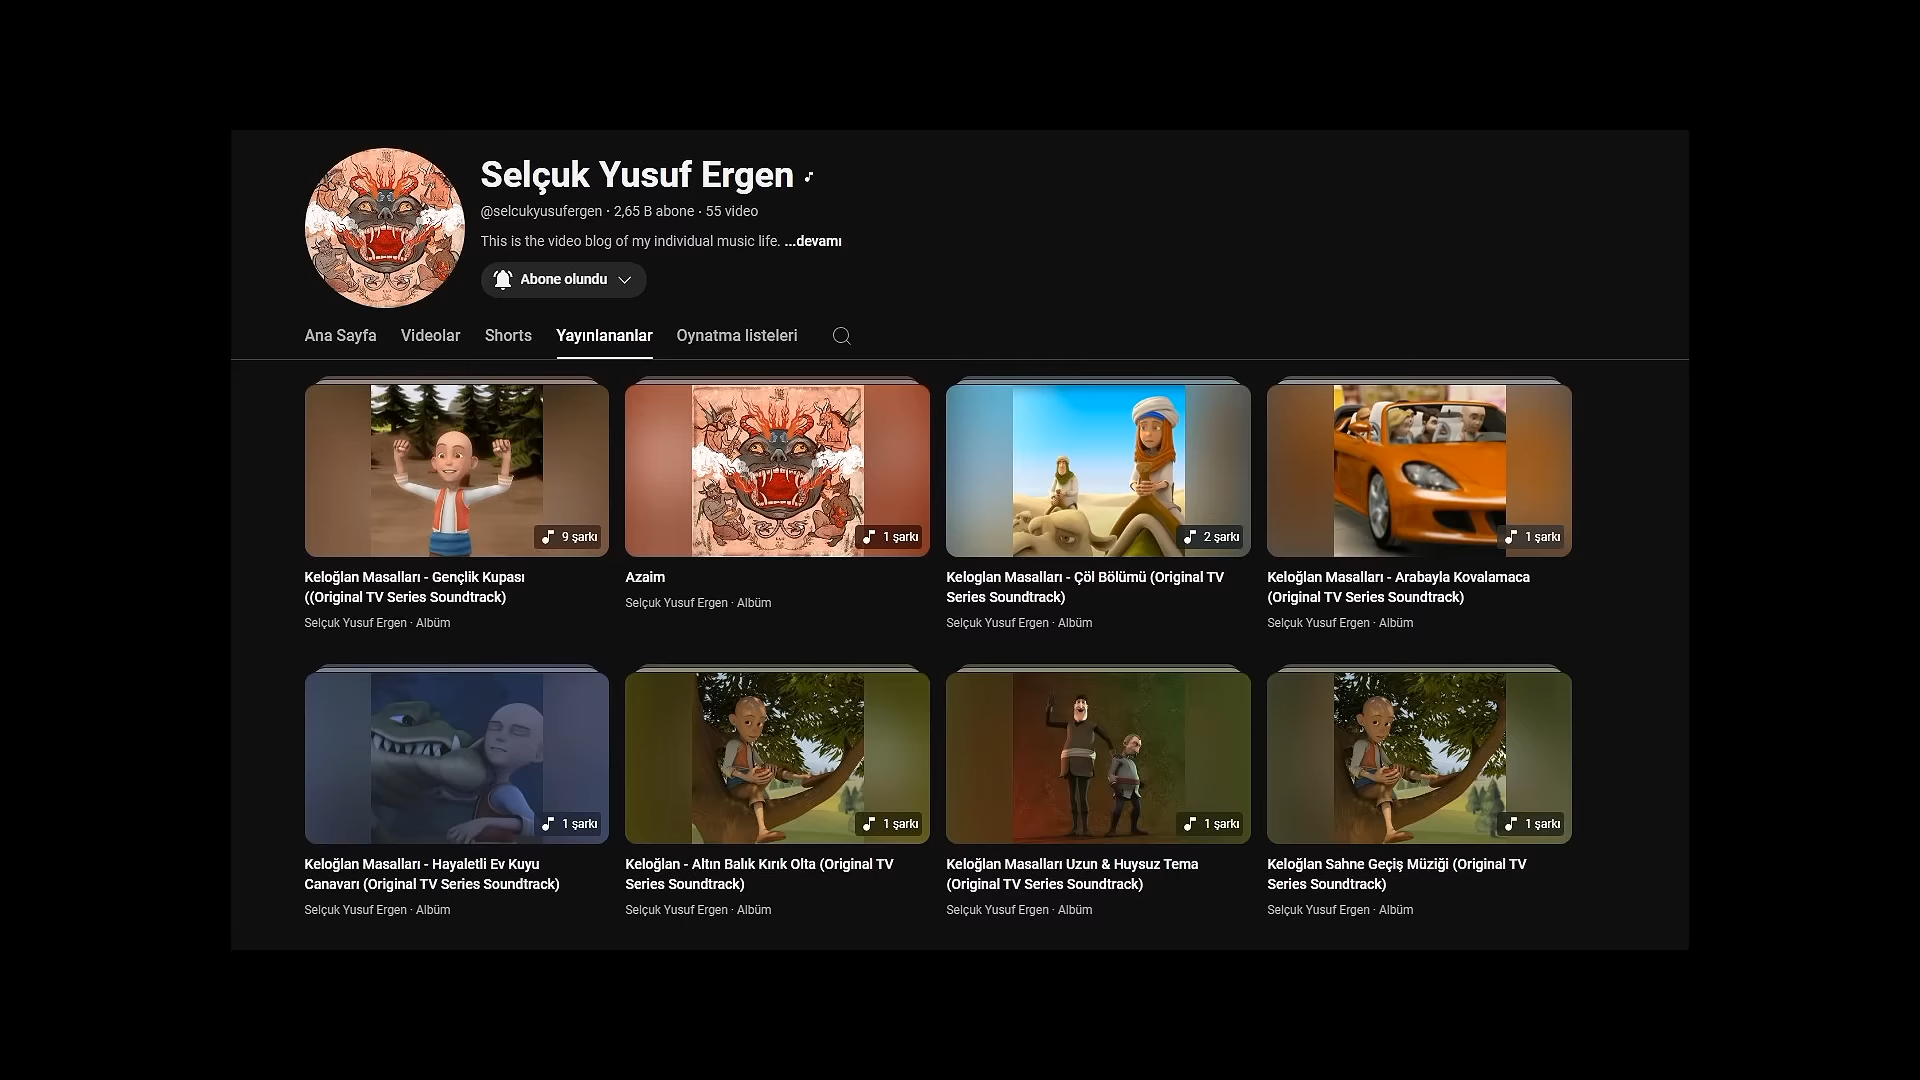 Selçuk Yusuf Ergen
@selcukyusufergen · 2,65 B abone · 55 video
This is the video blog of my individual music life. ...devamı
Abone olundu
Ana Sayfa Videolar Shorts Yayınlananlar Oynatma listeleri
9 şarkı
1 şarkı
2 şarkı
1 şarkı
Keloğlan Masalları - Gençlik Kupası
((Original TV Series Soundtrack)
Selçuk Yusuf Ergen · Albüm
Azaim
Selçuk Yusuf Ergen · Albüm
Keloglan Masalları - Çöl Bölümü (Original TV
Series Soundtrack)
Selçuk Yusuf Ergen · Albüm
Keloğlan Masalları - Arabayla Kovalamaca
(Original TV Series Soundtrack)
Selçuk Yusuf Ergen · Albüm
1 şarkı
1 şarkı
1 şarkı
1 şarkı
Keloğlan Masalları - Hayaletli Ev Kuyu
Canavarı (Original TV Series Soundtrack)
Selçuk Yusuf Ergen · Albüm
Keloğlan - Altın Balık Kırık Olta (Original TV
Series Soundtrack)
Selçuk Yusuf Ergen · Albüm
Keloğlan Masalları Uzun & Huysuz Tema
(Original TV Series Soundtrack)
Selçuk Yusuf Ergen · Albüm
Keloğlan Sahne Geçiş Müziği (Original TV
Series Soundtrack)
Selçuk Yusuf Ergen · Albüm